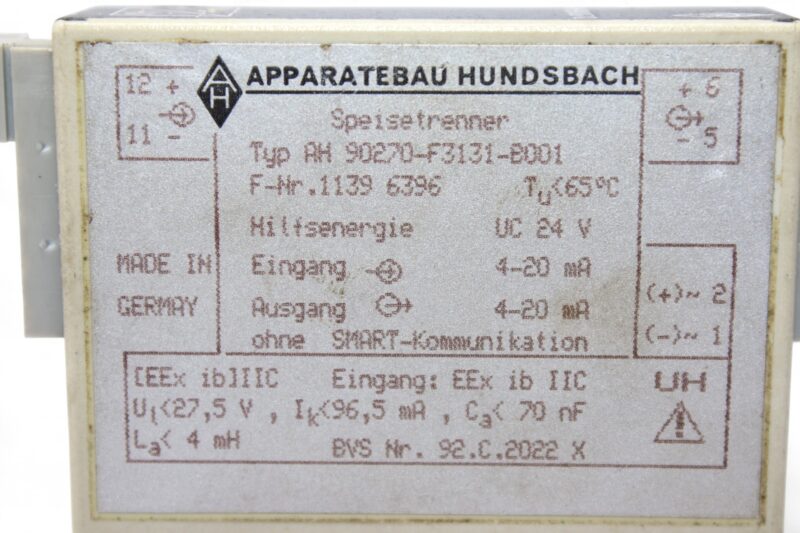 12 +
11 -
AH APPARATEBAU HUNDSBACH
+ 6
- 5
Speisetrenner
Typ AH 90270-F3131-B001
F-Nr.1139 6396 Tu<65°C
Hilfsenergie UC 24 V
MADE IN
GERMAY
Eingang 4-20 mA
Ausgang 4-20 mA
ohne SMART-Kommunikation
(+)~ 2
(-)~ 1
[EEx ib]IIC Eingang: EEx ib IIC UH
Ul<27,5 V , Ik<96,5 mA , Ca< 70 nF
La< 4 mH BVS Nr. 92.C.2022 X